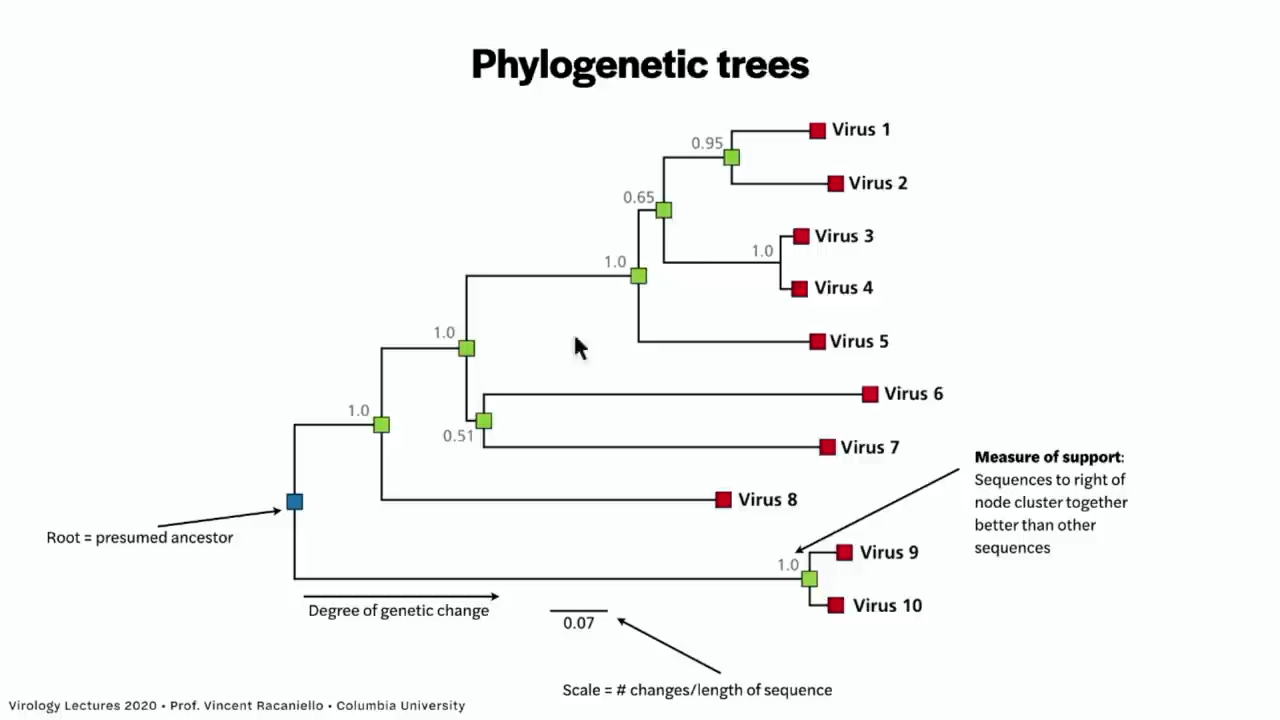 Phylogenetic trees
Virus 1
0.95
Virus 2
0.65
Virus 3
1.0
Virus 4
1.0
Virus 5
1.0
Virus 6
0.51
Virus 7
1.0
Virus 8
Measure of support:
Sequences to right of
node cluster together
better than other
sequences
Root = presumed ancestor
Virus 9
1.0
Virus 10
Degree of genetic change
0.07
Scale = # changes/length of sequence
Virology Lectures 2020 • Prof. Vincent Racaniello • Columbia University